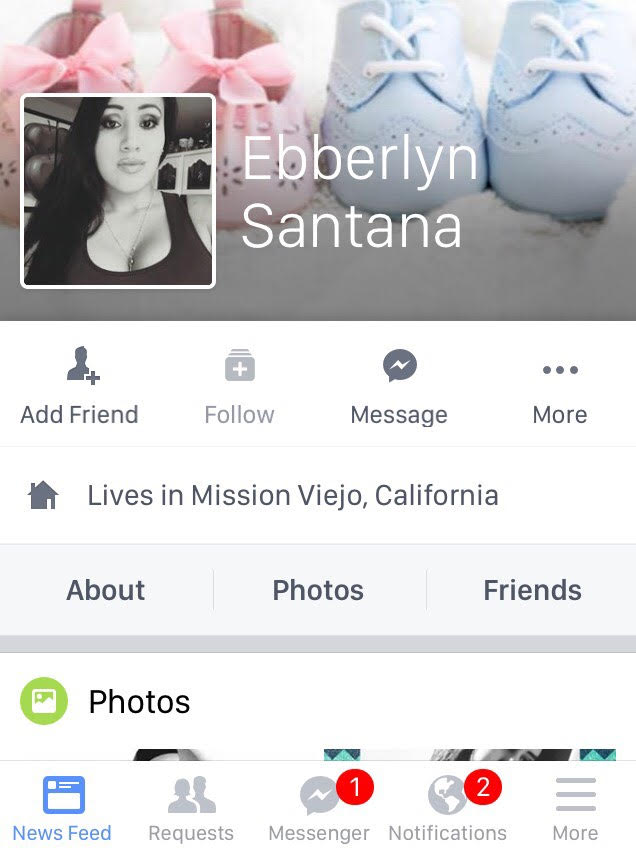 Ebberlyn
Santana
Add Friend
Follow
Message
More
Lives in Mission Viejo, California
About
Photos
Friends
Photos
1
2
News Feed
Requests
Messenger
Notifications
More